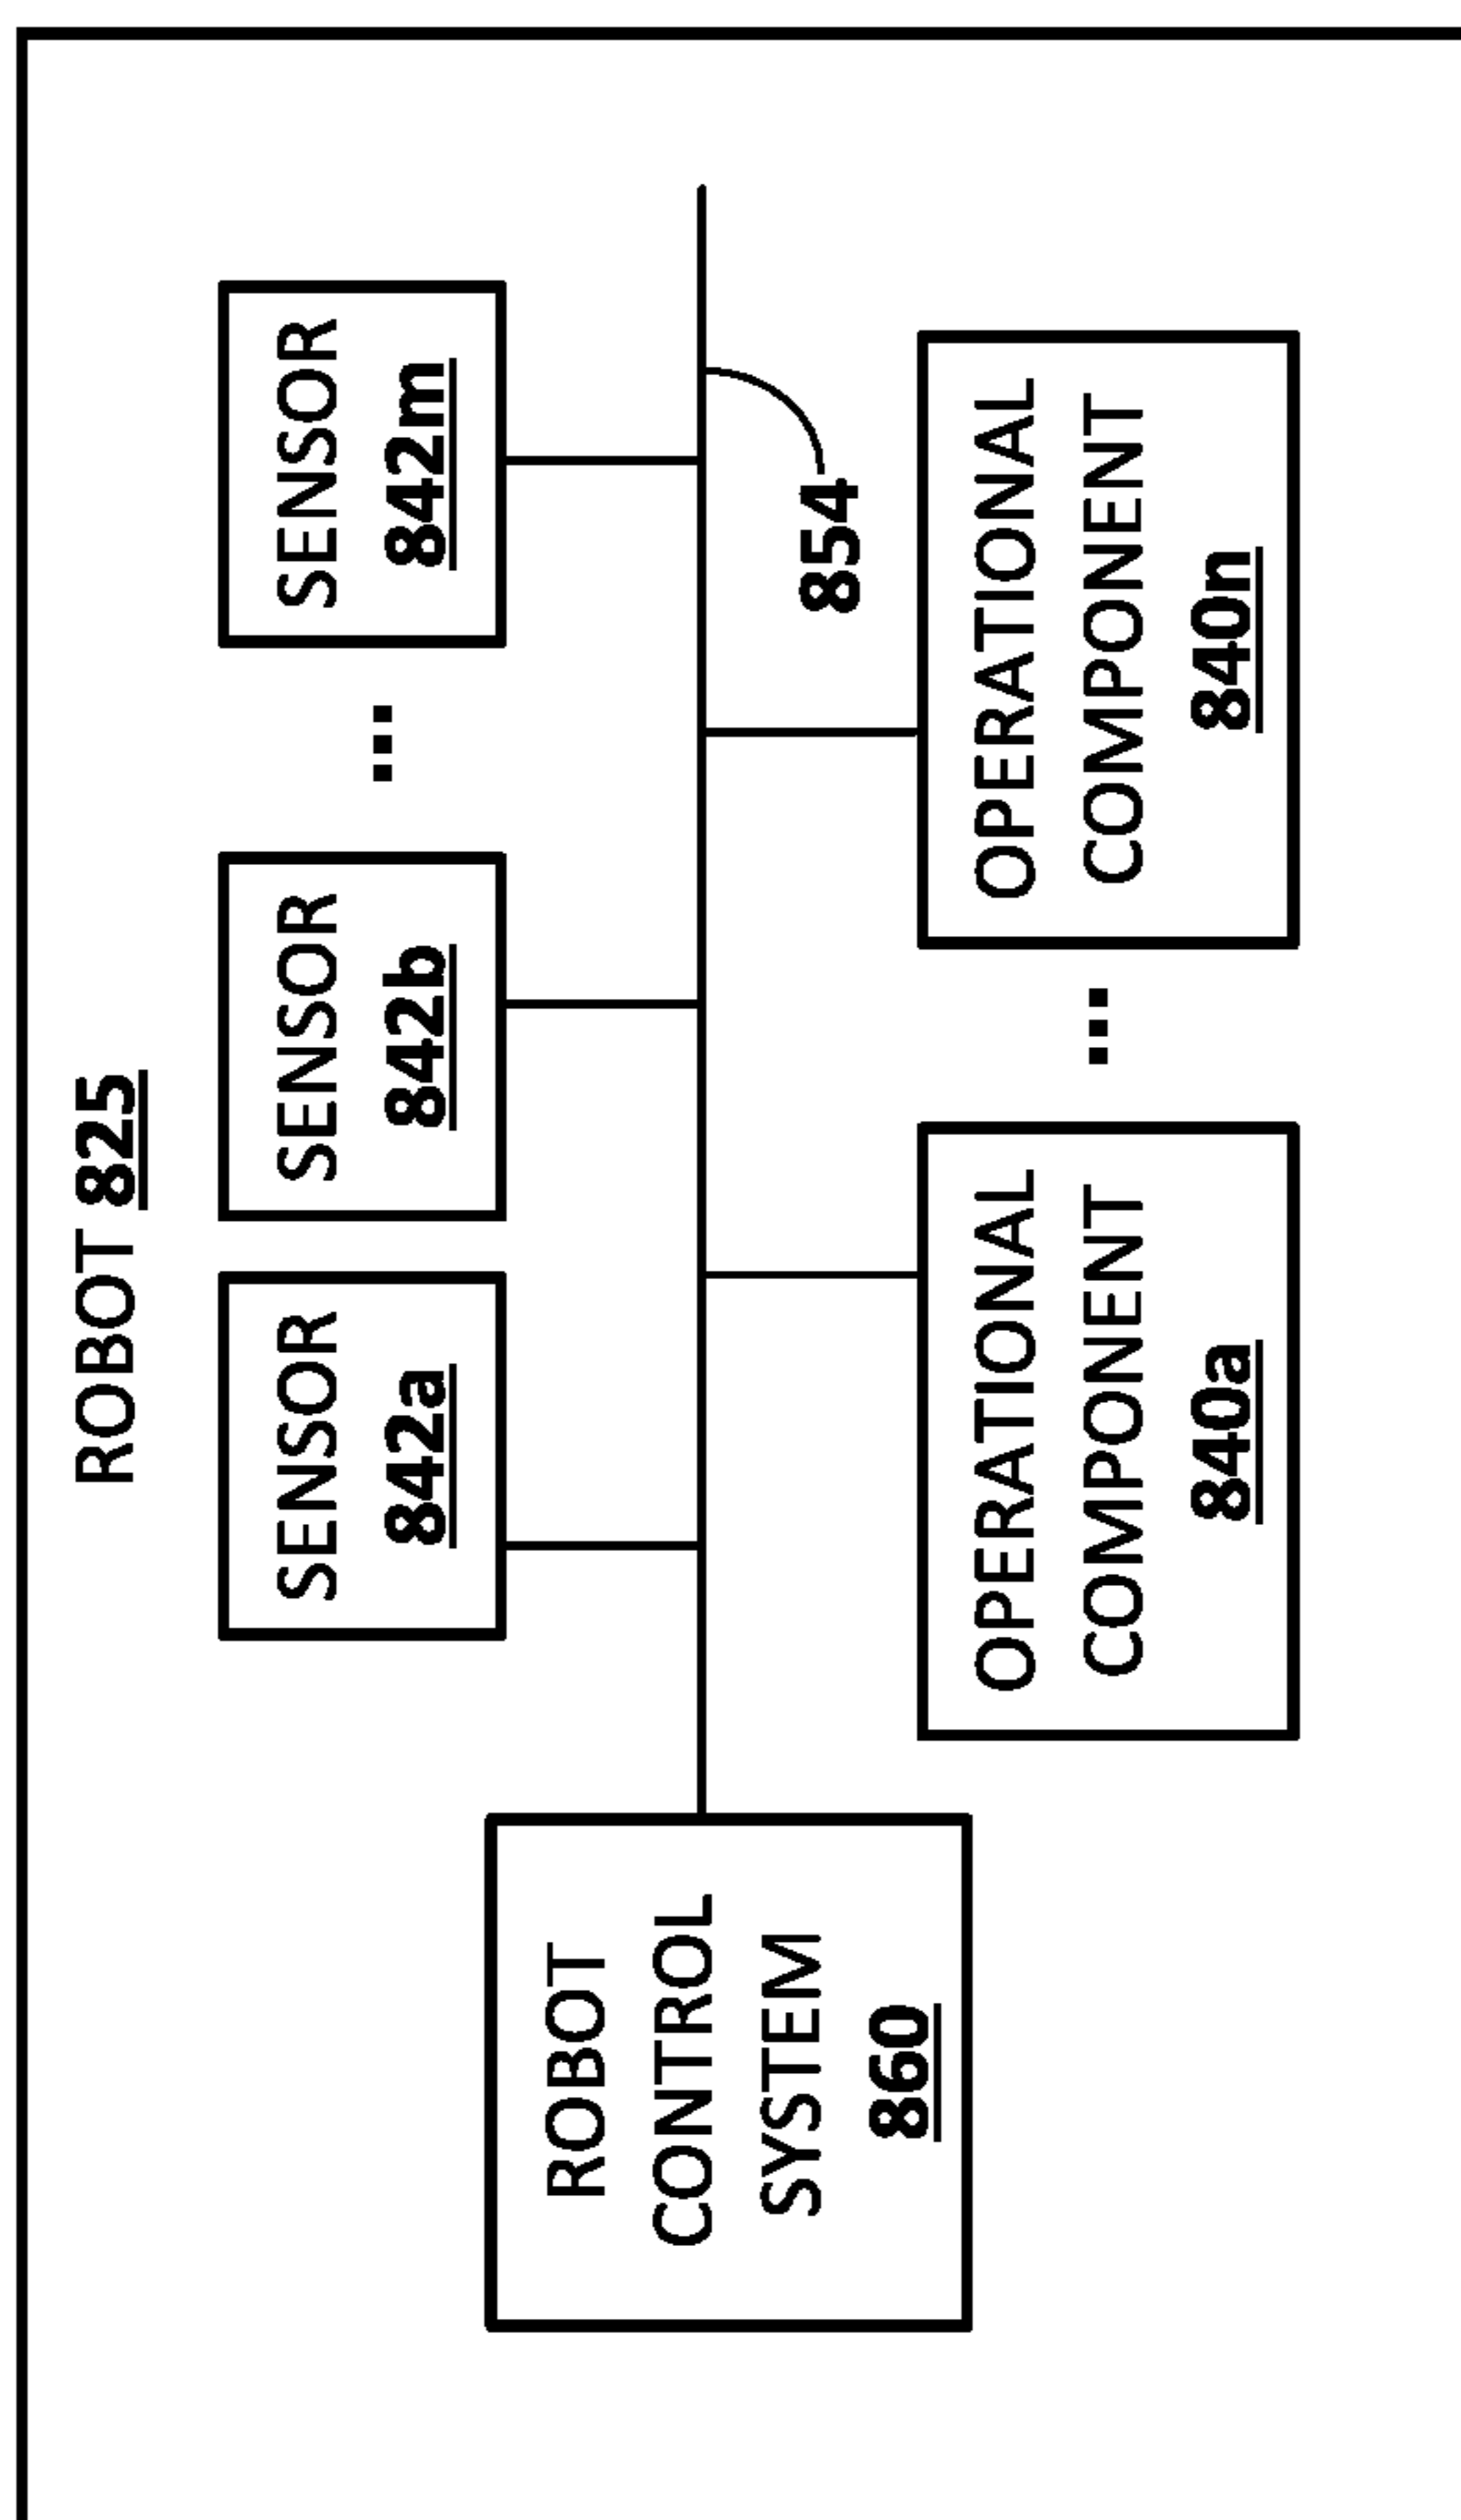 ROBOT 825
SENSOR
842a
SENSOR
842b
...
SENSOR
842m
ROBOT
CONTROL
SYSTEM
860
854
OPERATIONAL
COMPONENT
840a
...
OPERATIONAL
COMPONENT
840n